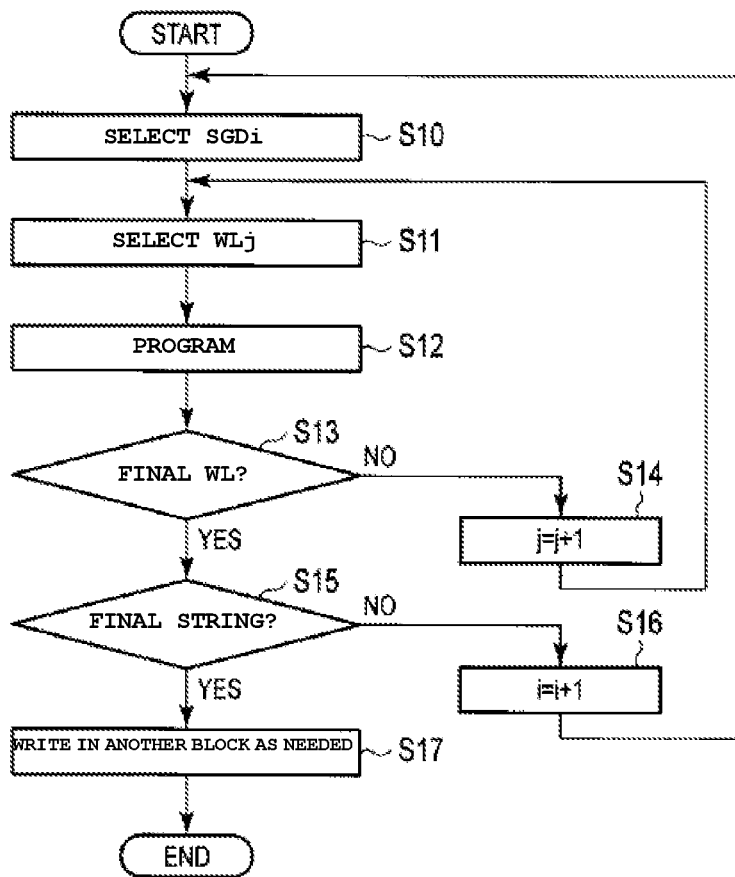 START
SELECT SGDi
S10
SELECT WLj
S11
PROGRAM
S12
S13
FINAL WL?
NO
S14
j=j+1
YES
S15
FINAL STRING?
NO
S16
i=i+1
YES
WRITE IN ANOTHER BLOCK AS NEEDED
S17
END